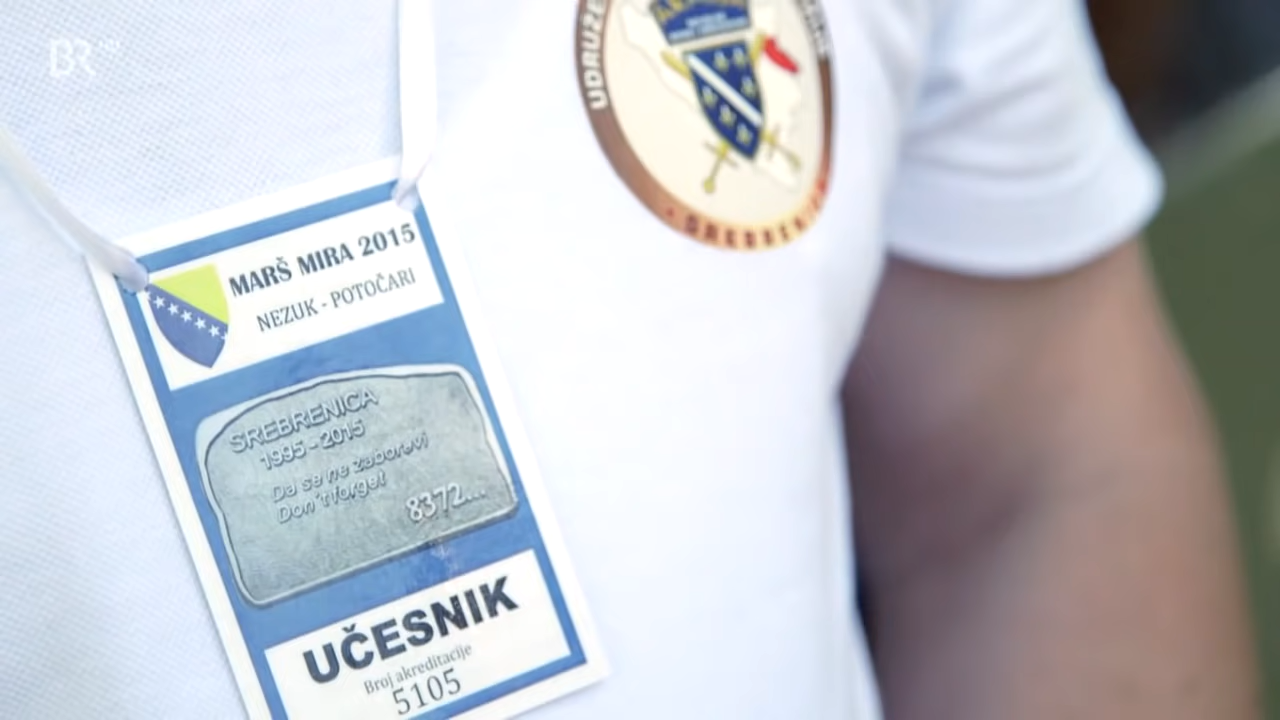 BR
UDRUŽE
SREBRENICA
MARŠ MIRA 2015
NEZUK - POTOČARI
SREBRENICA
1995 - 2015
Da se ne zaboravi
Don't forget
8372...
UČESNIK
Broj akreditacije
5105